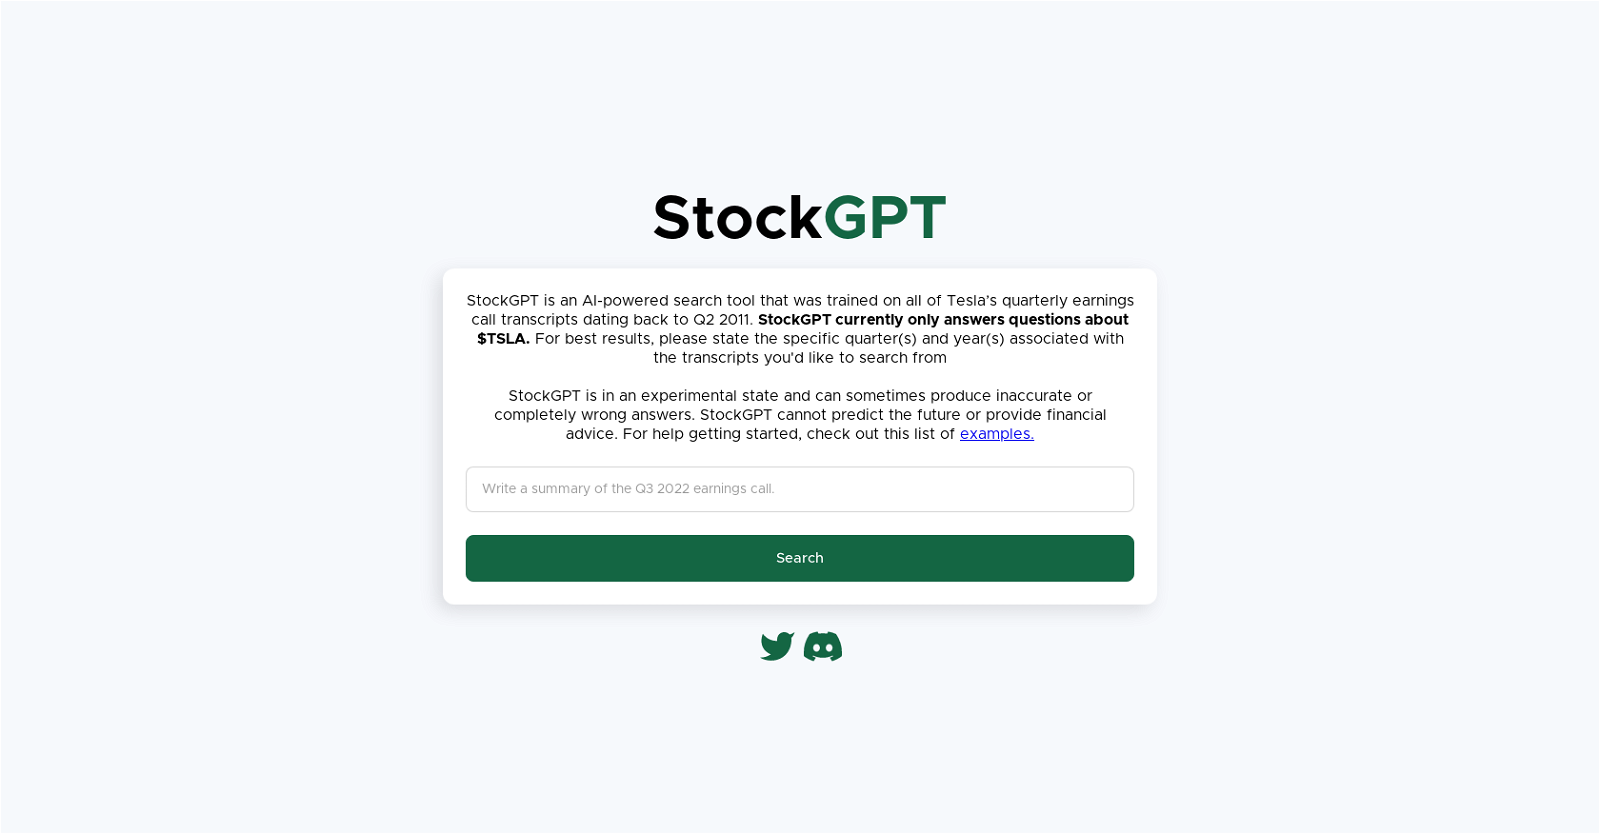 StockGPT
StockGPT is an AI-powered search tool that was trained on all of Tesla's quarterly earnings
call transcripts dating back to Q2 2011. StockGPT currently only answers questions about
$TSLA. For best results, please state the specific quarter(s) and year(s) associated with
the transcripts you'd like to search from
StockGPT is in an experimental state and can sometimes produce inaccurate or
completely wrong answers. StockGPT cannot predict the future or provide financial
advice. For help getting started, check out this list of examples.
Write a summary of the Q3 2022 earnings call.
Search